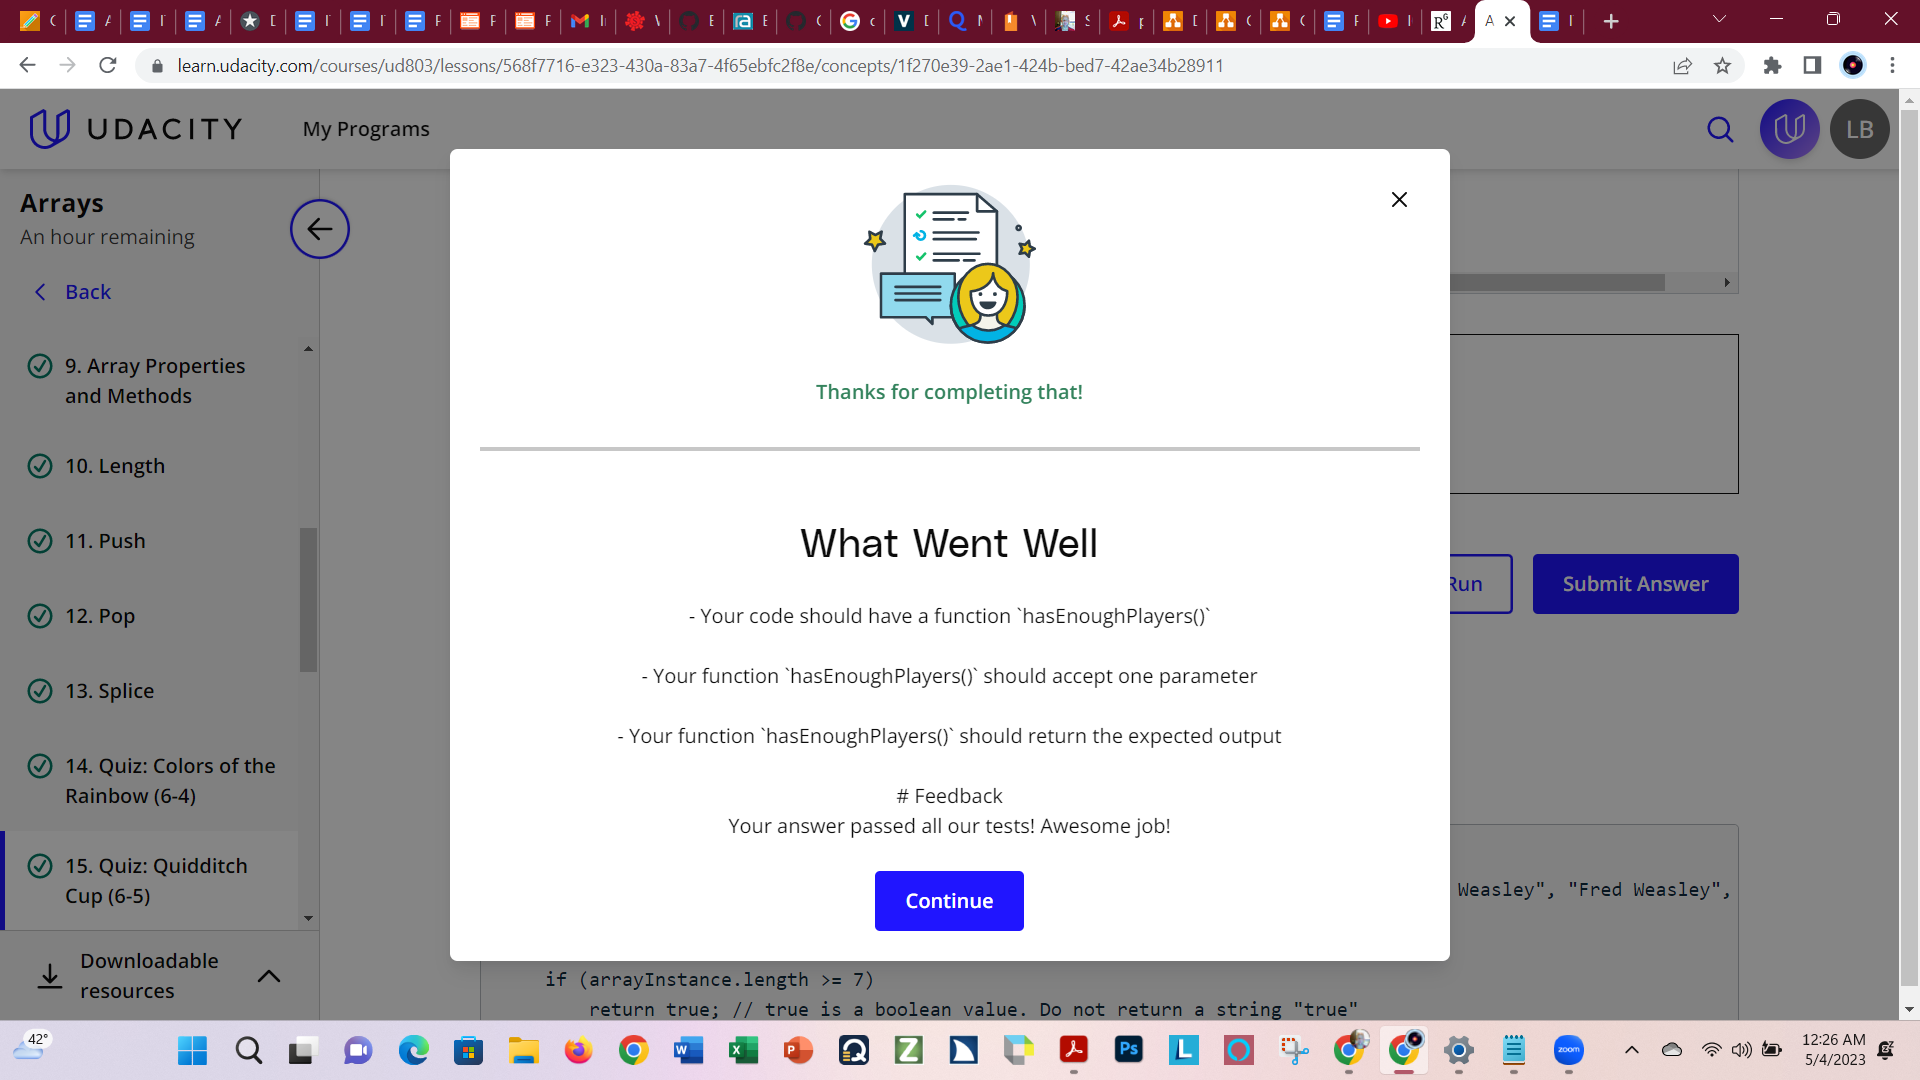 learn.udacity.com/courses/ud803/lessons/568f7716-e323-430a-83a7-4f65ebfc2f8e/concepts/1f270e39-2ae1-424b-bed7-42ae34b28911
UDACITY
My Programs
LB
Arrays
An hour remaining
Back
9. Array Properties
and Methods
10. Length
11. Push
12. Pop
13. Splice
14. Quiz: Colors of the
Rainbow (6-4)
15. Quiz: Quidditch
Cup (6-5)
Downloadable
resources
Thanks for completing that!
What Went Well
- Your code should have a function `hasEnoughPlayers()`
- Your function `hasEnoughPlayers()` should accept one parameter
- Your function `hasEnoughPlayers()` should return the expected output
# Feedback
Your answer passed all our tests! Awesome job!
Continue
Run
Submit Answer
Weasley", "Fred Weasley",
if (arrayInstance.length >= 7)
return true; // true is a boolean value. Do not return a string "true"
42°
zoom
12:26 AM
5/4/2023